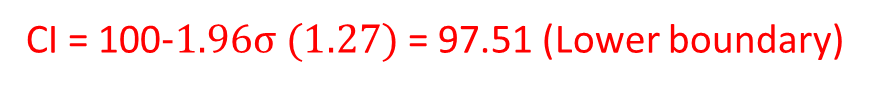 CI = 100-1.96σ (1.27) = 97.51 (Lower boundary)